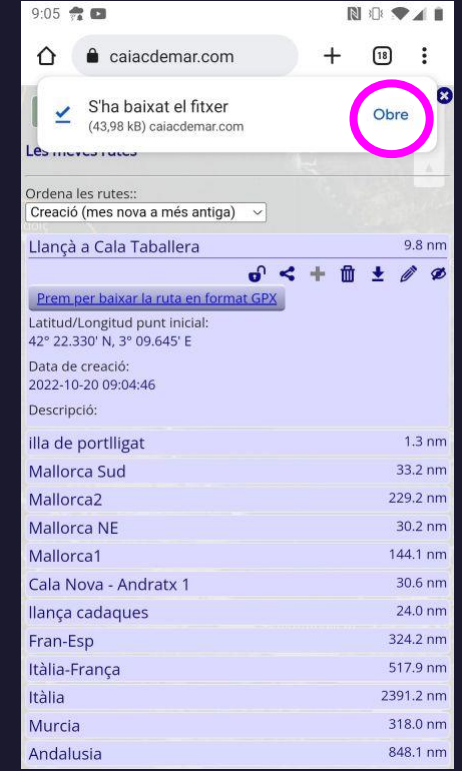 9:05
caiacdemar.com
18
S'ha baixat el fitxer
Obre
(43,98 kB) caiacdemar.com
Les meves rutes
Ordena les rutes::
Creació (mes nova a més antiga)
Llançà a Cala Taballera 9.8 nm
Prem per baixar la ruta en format GPX
Latitud/Longitud punt inicial:
42° 22.330' N, 3° 09.645' E
Data de creació:
2022-10-20 09:04:46
Descripció:
illa de portlligat 1.3 nm
Mallorca Sud 33.2 nm
Mallorca2 229.2 nm
Mallorca NE 30.2 nm
Mallorca1 144.1 nm
Cala Nova - Andratx 1 30.6 nm
llança cadaques 24.0 nm
Fran-Esp 324.2 nm
Itàlia-França 517.9 nm
Itàlia 2391.2 nm
Murcia 318.0 nm
Andalusia 848.1 nm